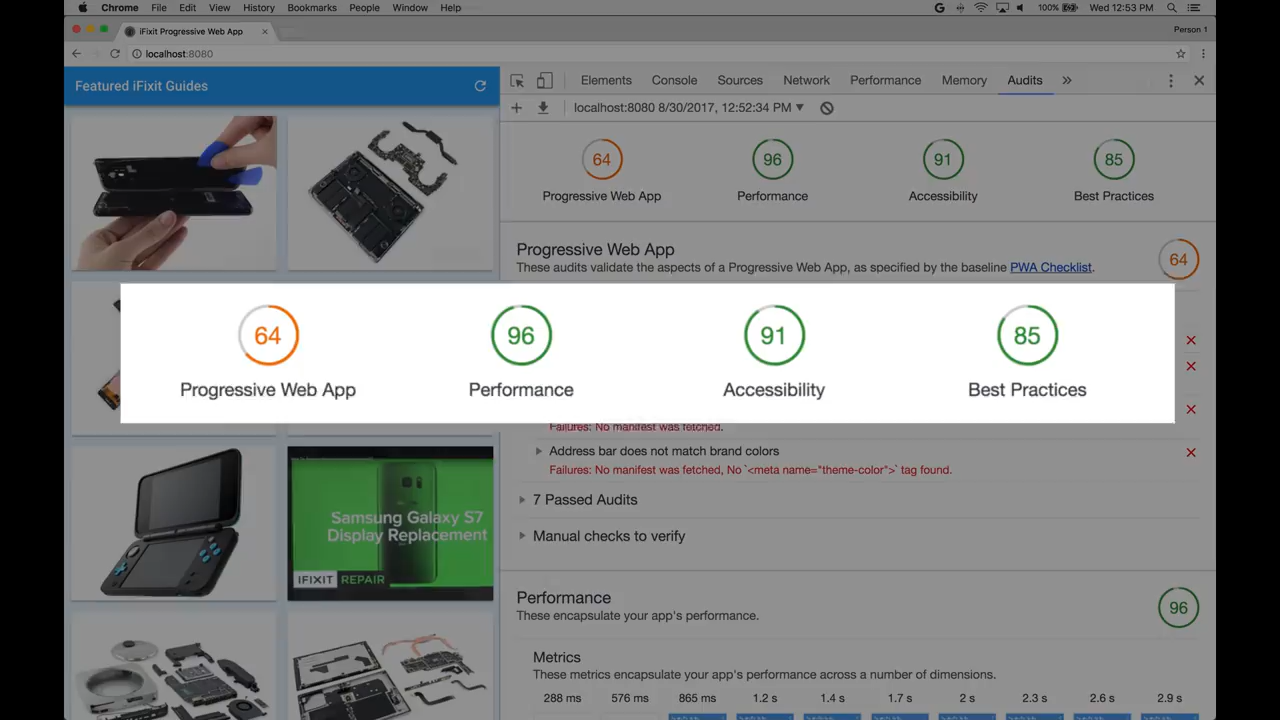 Chrome File Edit View History Bookmarks People Window Help 100% Wed 12:53 PM
iFixit Progressive Web App Person 1
localhost:8080
Featured iFixit Guides
Elements Console Sources Network Performance Memory Audits
localhost:8080 8/30/2017, 12:52:34 PM
64 96 91 85
Progressive Web App Performance Accessibility Best Practices
Progressive Web App
These audits validate the aspects of a Progressive Web App, as specified by the baseline PWA Checklist.
64
64 96 91 85
Progressive Web App Performance Accessibility Best Practices
Failures: No manifest was fetched.
Address bar does not match brand colors
Failures: No manifest was fetched, No `<meta name="theme-color">` tag found.
7 Passed Audits
Manual checks to verify
Samsung Galaxy S7
Display Replacement
IFIXIT REPAIR
Performance
These encapsulate your app's performance.
96
Metrics
These metrics encapsulate your app's performance across a number of dimensions.
288 ms 576 ms 865 ms 1.2 s 1.4 s 1.7 s 2 s 2.3 s 2.6 s 2.9 s